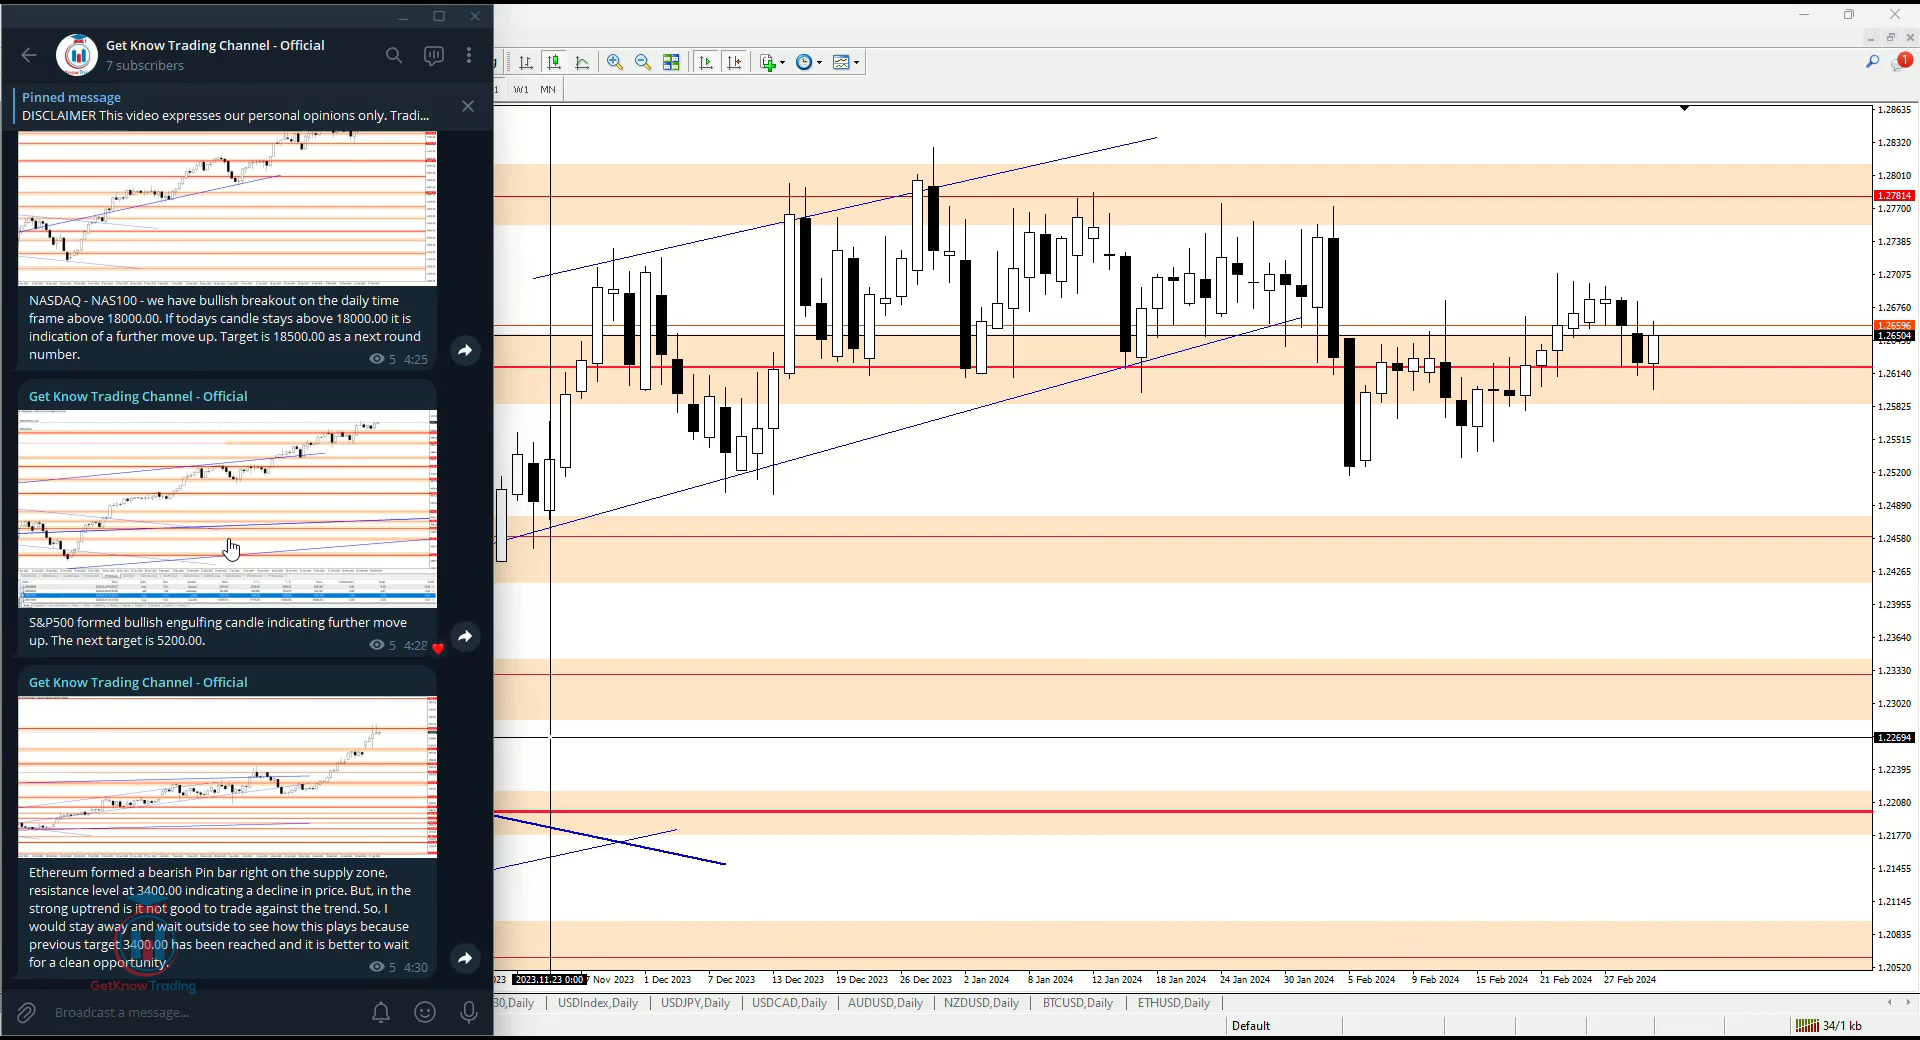 Get Know Trading Channel - Official
7 subscribers
Pinned message
DISCLAIMER This video expresses our personal opinions only. Tradi...
NASDAQ - NAS100 - we have bullish breakout on the daily time
frame above 18000.00. If todays candle stays above 18000.00 it is
indication of a further move up. Target is 18500.00 as a next round
number.
5 4:25
Get Know Trading Channel - Official
S&P500 formed bullish engulfing candle indicating further move
up. The next target is 5200.00.
5 4:28
Get Know Trading Channel - Official
Ethereum formed a bearish Pin bar right on the supply zone,
resistance level at 3400.00 indicating a decline in price. But, in the
strong uptrend is it not good to trade against the trend. So, I
would stay away and wait outside to see how this plays because
previous target 3400.00 has been reached and it is better to wait
for a clean opportunity.
5 4:30
GetKnowTrading
Broadcast a message...
W1 MN
1
1.28635
1.28320
1.28010
1.27814
1.27700
1.27385
1.27075
1.26760
1.26596
1.26504
1.26140
1.25825
1.25515
1.25200
1.24890
1.24580
1.24265
1.23955
1.23640
1.23330
1.23020
1.22694
1.22395
1.22080
1.21770
1.21455
1.21145
1.20835
1.20520
023 2023.11.23 0:00 7 Nov 2023 1 Dec 2023 7 Dec 2023 13 Dec 2023 19 Dec 2023 26 Dec 2023 2 Jan 2024 8 Jan 2024 12 Jan 2024 18 Jan 2024 24 Jan 2024 30 Jan 2024 5 Feb 2024 9 Feb 2024 15 Feb 2024 21 Feb 2024 27 Feb 2024
30,Daily USDIndex,Daily USDJPY,Daily USDCAD,Daily AUDUSD,Daily NZDUSD,Daily BTCUSD,Daily ETHUSD,Daily
Default
34/1 kb